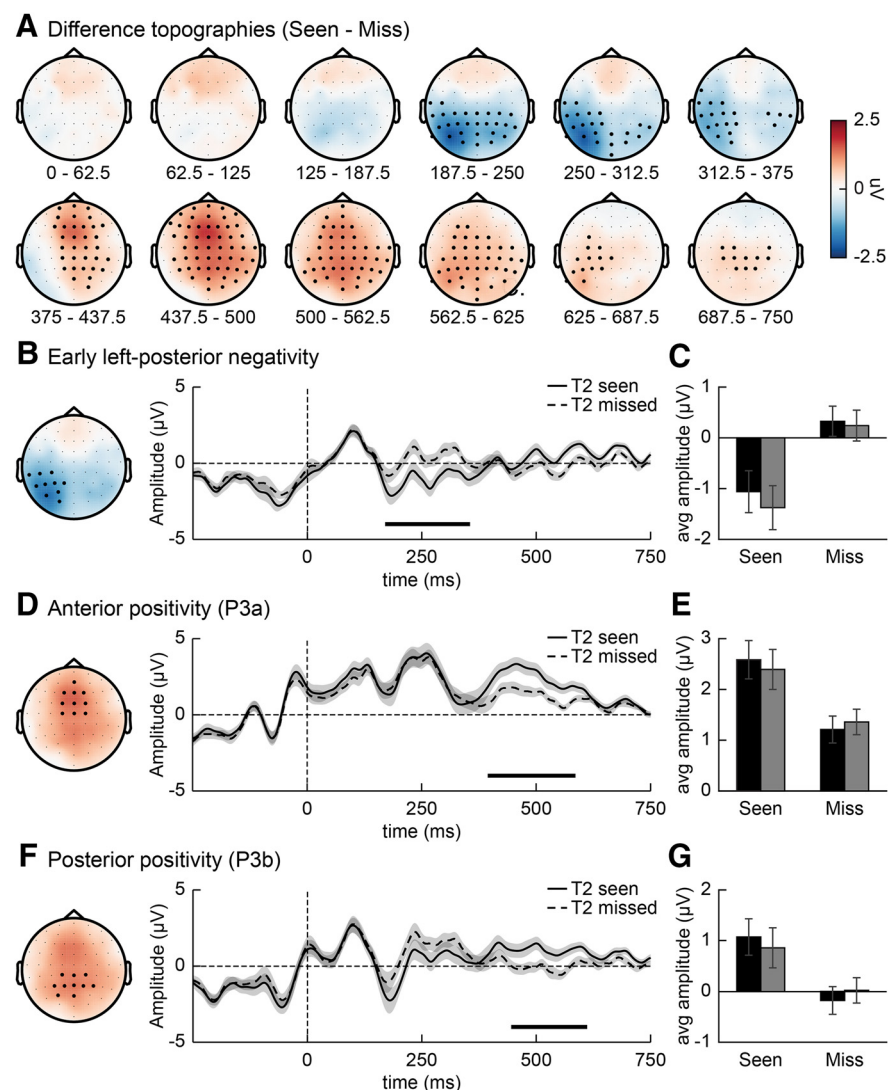 A Difference topographies (Seen - Miss)
0 - 62.5 62.5 - 125 125 - 187.5 187.5 - 250 250 - 312.5 312.5 - 375
2.5
0
-2.5
uV
375 - 437.5 437.5 - 500 500 - 562.5 562.5 - 625 625 - 687.5 687.5 - 750
B Early left-posterior negativity
Amplitude (µV)
5
0
-5
T2 seen
T2 missed
0 250 500 750
time (ms)
C
avg amplitude (µV)
1
0
-1
-2
Seen Miss
D Anterior positivity (P3a)
Amplitude (µV)
5
0
-5
T2 seen
T2 missed
0 250 500 750
time (ms)
E
avg amplitude (µV)
3
2
1
0
Seen Miss
F Posterior positivity (P3b)
Amplitude (µV)
5
0
-5
T2 seen
T2 missed
0 250 500 750
time (ms)
G
avg amplitude (µV)
2
1
0
-1
Seen Miss